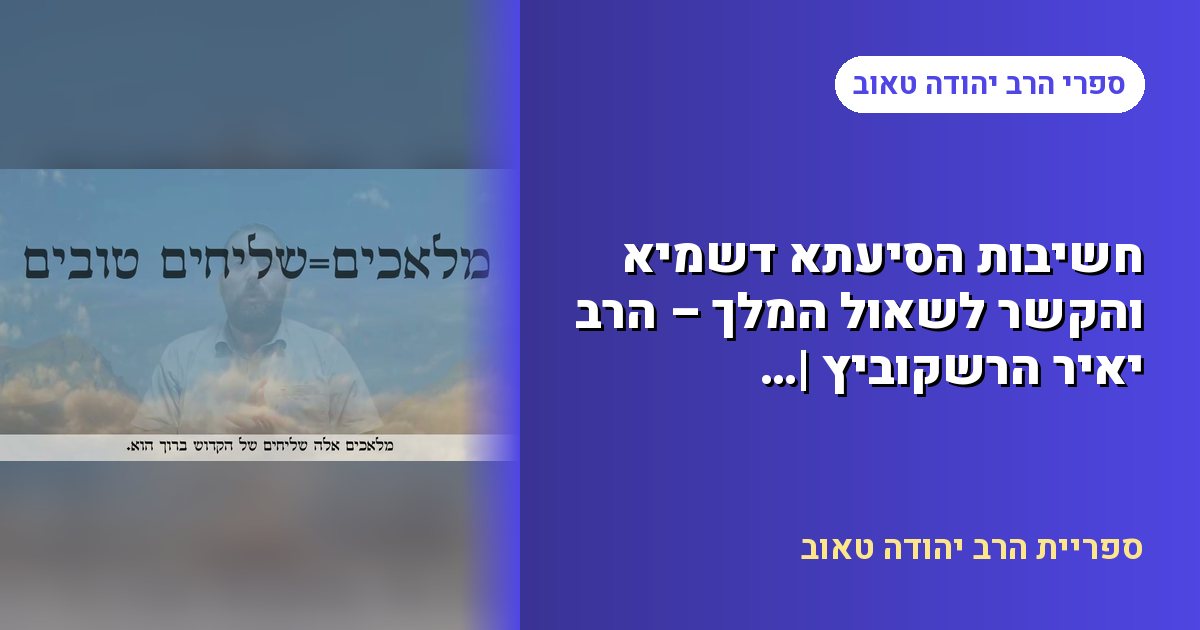 ספרי הרב יהודה טאוב
חשיבות הסיעתא דשמיא
והקשר לשאול המלך – הרב
יאיר הרשקוביץ |...
ספריית הרב יהודה טאוב
מלאכים=שליחים טובים
מלאכים אלה שליחים של הקדוש ברוך הוא.